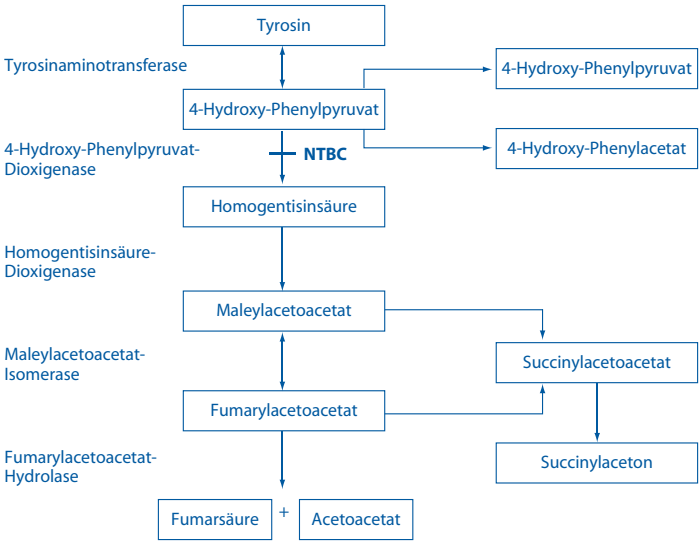 Tyrosin
Tyrosinaminotransferase
4-Hydroxy-Phenylpyruvat
4-Hydroxy-Phenylpyruvat
4-Hydroxy-Phenylpyruvat-
Dioxigenase
NTBC
4-Hydroxy-Phenylacetat
Homogentisinsäure
Homogentisinsäure-
Dioxigenase
Maleylacetoacetat
Maleylacetoacetat-
Isomerase
Succinylacetoacetat
Fumarylacetoacetat
Fumarylacetoacetat-
Hydrolase
Succinylaceton
Fumarsäure + Acetoacetat